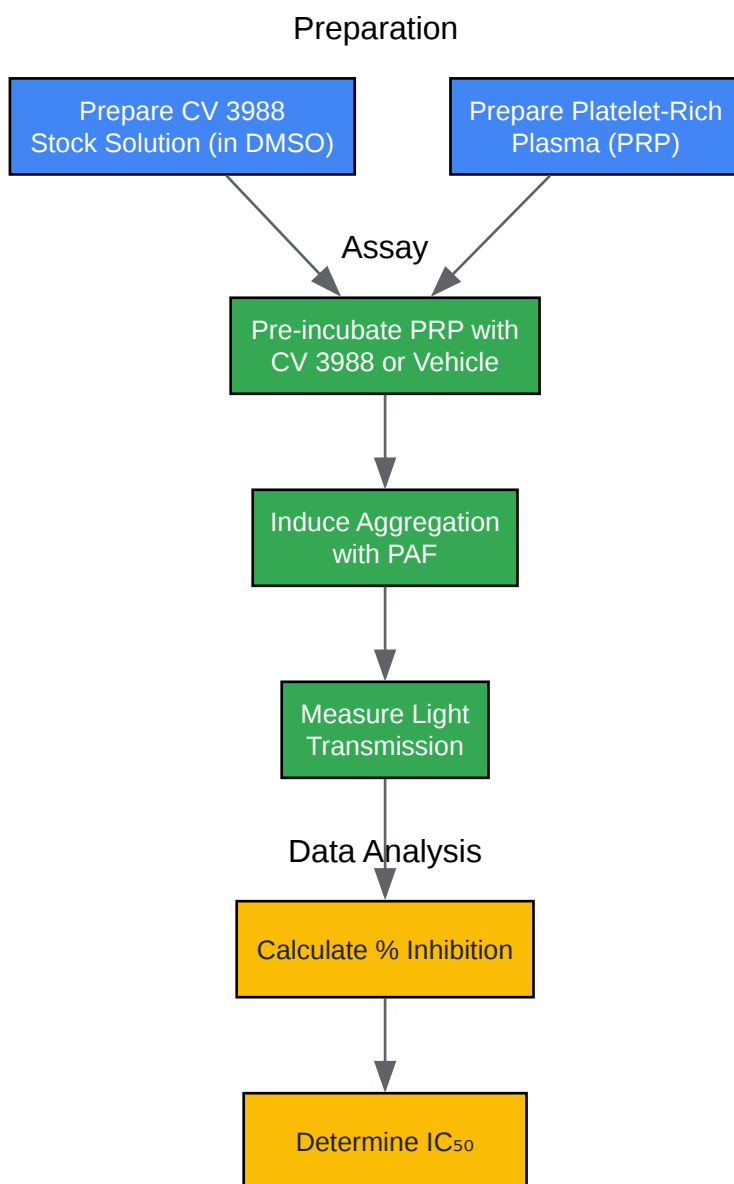 Preparation
Prepare CV 3988
Stock Solution (in DMSO)
Prepare Platelet-Rich
Plasma (PRP)
Assay
Pre-incubate PRP with
CV 3988 or Vehicle
Induce Aggregation
with PAF
Measure Light
Transmission
Data Analysis
Calculate % Inhibition
Determine IC₅₀